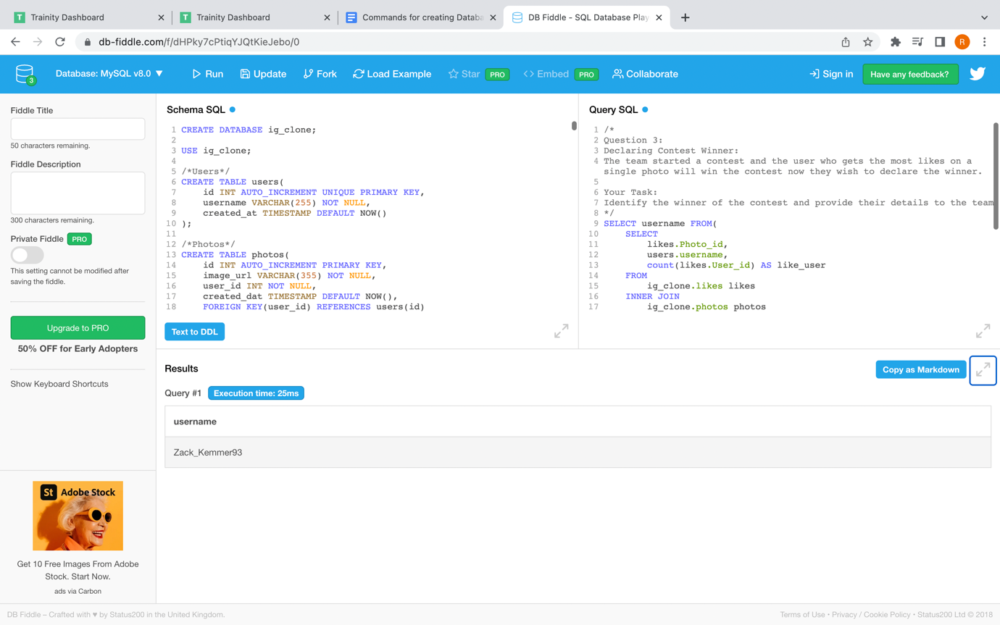 Trainity Dashboard
Trainity Dashboard
Commands for creating Databa
DB Fiddle - SQL Database Play
db-fiddle.com/f/dHPky7cPtiqYJQtKieJebo/0
R
3
Database: MySQL v8.0 ▼
Run
Update
Fork
Load Example
Star PRO
Embed PRO
Collaborate
Sign in
Have any feedback?
Fiddle Title
50 characters remaining.
Fiddle Description
300 characters remaining.
Private Fiddle PRO
This setting cannot be modified after
saving the fiddle.
Upgrade to PRO
50% OFF for Early Adopters
Show Keyboard Shortcuts
St Adobe Stock
Get 10 Free Images From Adobe
Stock. Start Now.
ads via Carbon
Schema SQL
1 CREATE DATABASE ig_clone;
2
3 USE ig_clone;
4
5 /*Users*/
6 CREATE TABLE users(
7 id INT AUTO_INCREMENT UNIQUE PRIMARY KEY,
8 username VARCHAR(255) NOT NULL,
9 created_at TIMESTAMP DEFAULT NOW()
10 );
11
12 /*Photos*/
13 CREATE TABLE photos(
14 id INT AUTO_INCREMENT PRIMARY KEY,
15 image_url VARCHAR(355) NOT NULL,
16 user_id INT NOT NULL,
17 created_dat TIMESTAMP DEFAULT NOW(),
18 FOREIGN KEY(user_id) REFERENCES users(id)
Text to DDL
Query SQL
1 /*
2 Question 3:
3 Declaring Contest Winner:
4 The team started a contest and the user who gets the most likes on a
single photo will win the contest now they wish to declare the winner.
5
6 Your Task:
7 Identify the winner of the contest and provide their details to the team
8 */
9 SELECT username FROM(
10 SELECT
11 likes.Photo_id,
12 users.username,
13 count(likes.User_id) AS like_user
14 FROM
15 ig_clone.likes likes
16 INNER JOIN
17 ig_clone.photos photos
Results
Copy as Markdown
Query #1 Execution time: 25ms
username
Zack_Kemmer93
DB Fiddle – Crafted with ♥ by Status200 in the United Kingdom.
Terms of Use • Privacy / Cookie Policy • Status200 Ltd © 2018